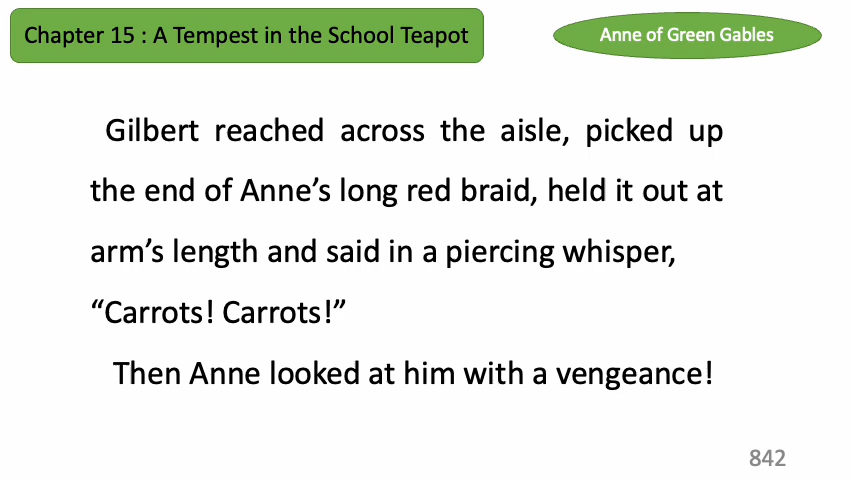 Chapter 15 : A Tempest in the School Teapot
Anne of Green Gables
Gilbert reached across the aisle, picked up
the end of Anne’s long red braid, held it out at
arm’s length and said in a piercing whisper,
“Carrots! Carrots!”
Then Anne looked at him with a vengeance!
842